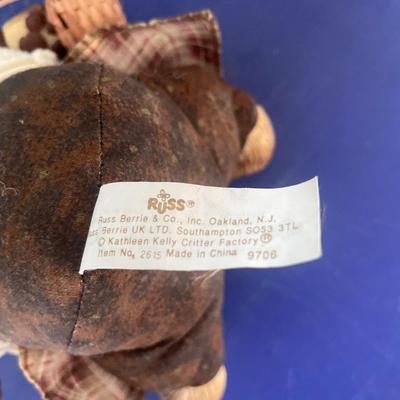 RUSS®
Russ Berrie & Co., Inc. Oakland, N.J.
ss Berrie UK LTD. Southampton SO53 3TL
© Kathleen Kelly Critter Factory®
Item No. 2615 Made in China 9706